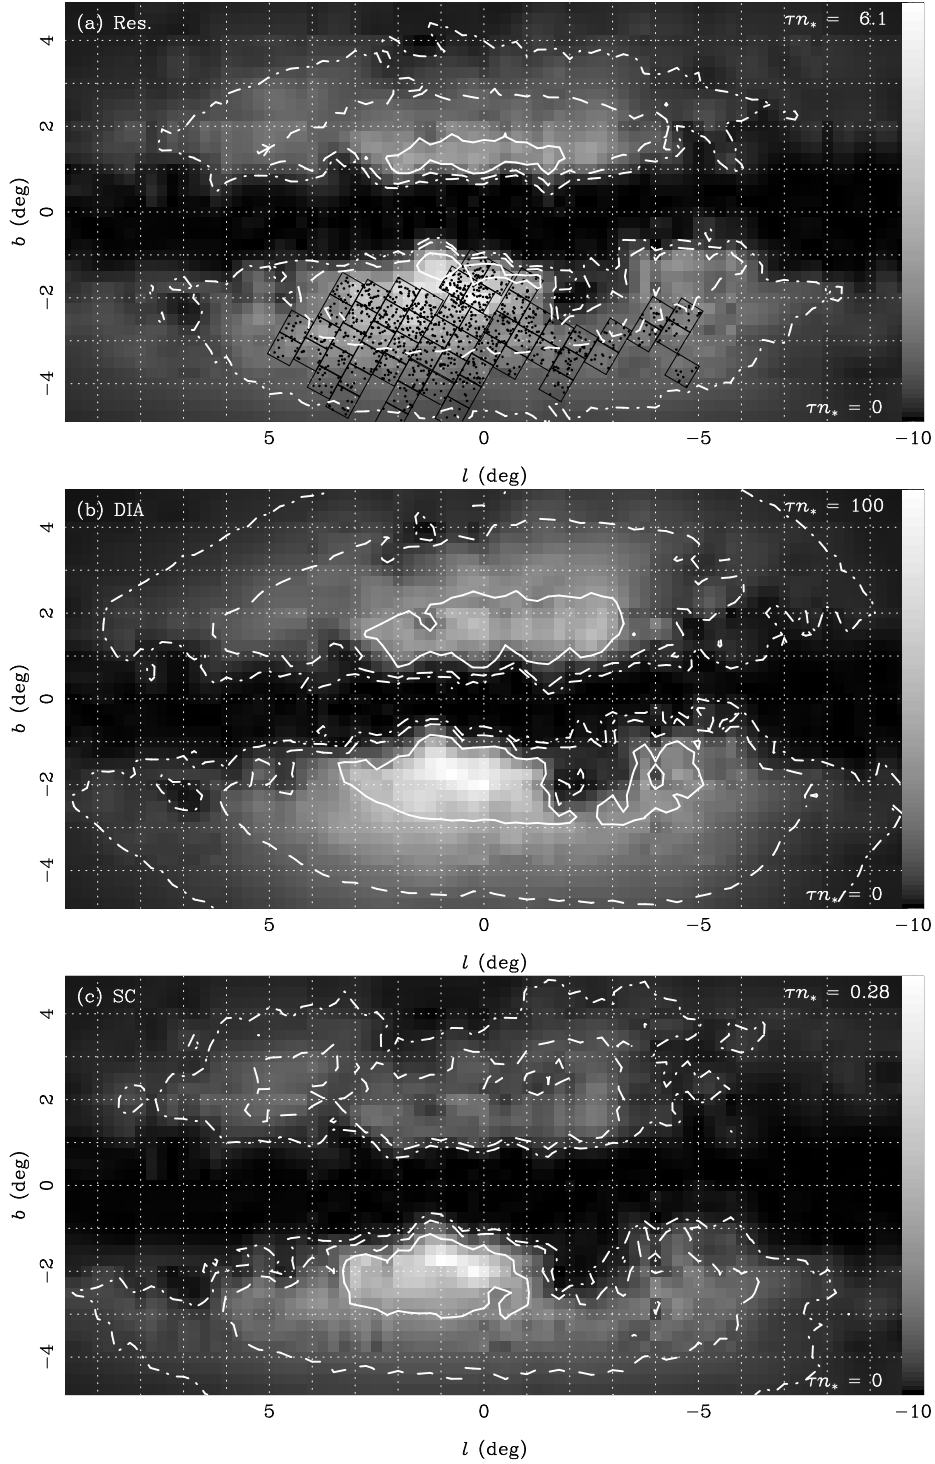 (a) Res.
τn* = 6.1
4
2
0
−2
−4
b (deg)
τn* = 0
5 0 −5 −10
l (deg)
(b) DIA
τn* = 100
4
2
0
−2
−4
b (deg)
τn* = 0
5 0 −5 −10
l (deg)
(c) SC
τn* = 0.28
4
2
0
−2
−4
b (deg)
τn* = 0
5 0 −5 −10
l (deg)